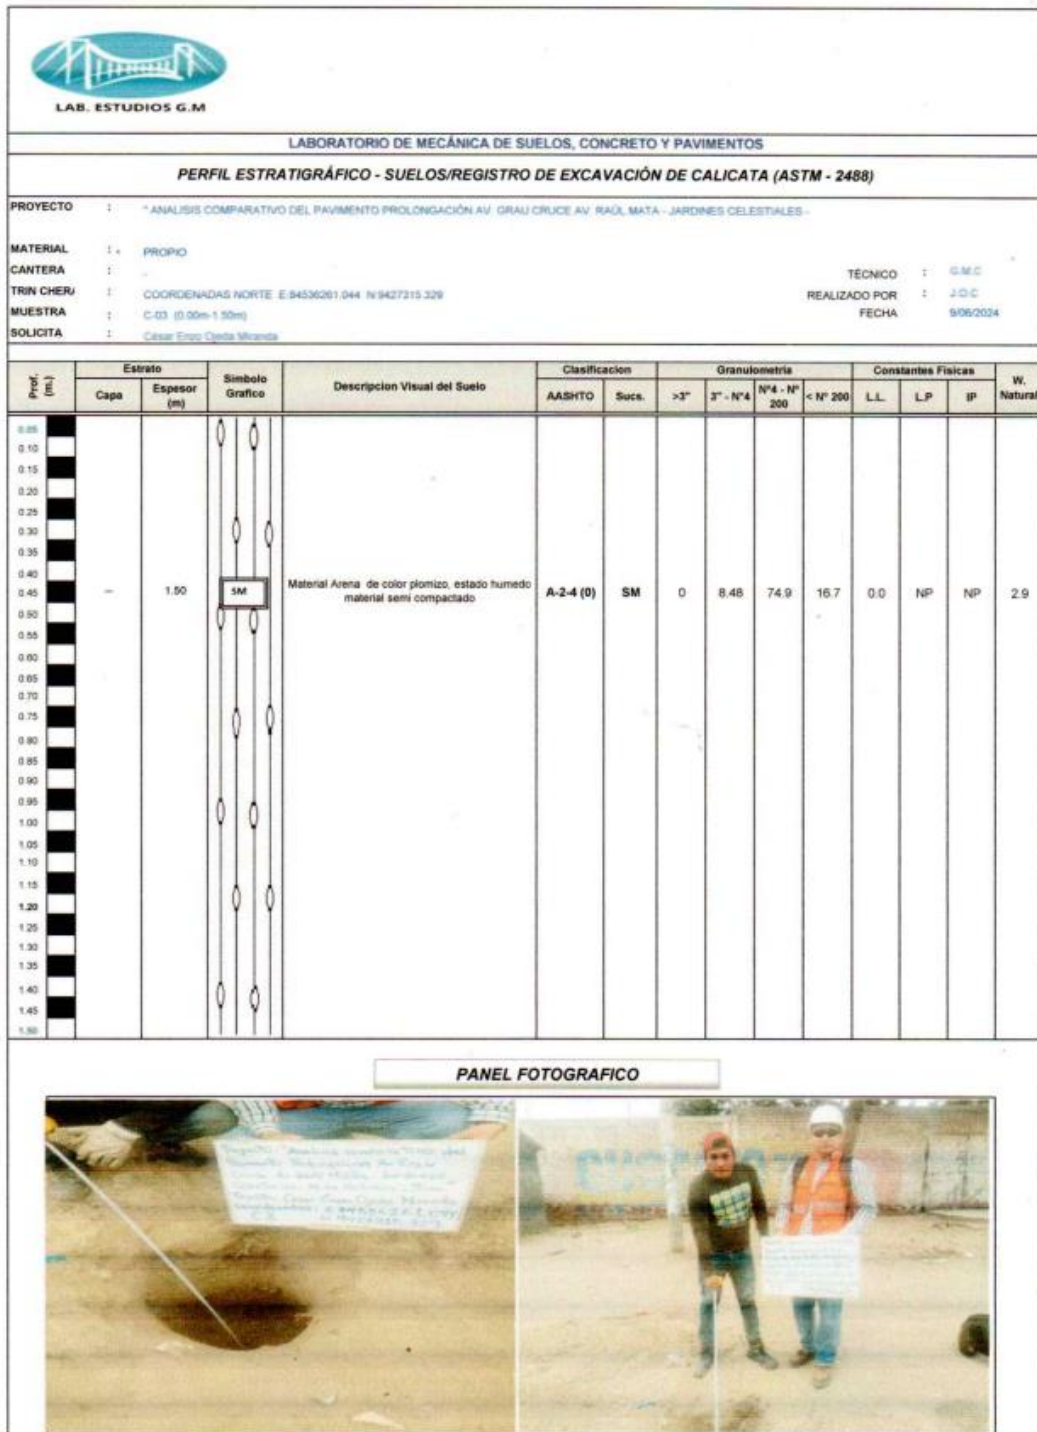 LAB. ESTUDIOS G.M
LABORATORIO DE MECÁNICA DE SUELOS, CONCRETO Y PAVIMENTOS
PERFIL ESTRATIGRÁFICO - SUELOS/REGISTRO DE EXCAVACIÓN DE CALICATA (ASTM - 2488)
PROYECTO : " ANALISIS COMPARATIVO DEL PAVIMENTO PROLONGACIÓN AV. GRAU CRUCE AV. RAÚL MATA - JARDINES CELESTIALES -
MATERIAL : . PROPIO
CANTERA : .
TÉCNICO : G.M.C
TRIN CHER/ : COORDENADAS NORTE E:84536261.044 N:9427315.329
REALIZADO POR : J.O.C
MUESTRA : C-03 (0.00m-1.50m)
FECHA 9/06/2024
SOLICITA : César Enzo Ojeda Miranda
Prof. (m.) Estrato Simbolo Grafico Descripcion Visual del Suelo Clasificacion Granulometria Constantes Fisicas W. Natural
Capa Espesor (m) AASHTO Sucs. >3" 3" - N°4 N°4 - N° 200 < N° 200 L.L. L.P IP
0.05
0.10
0.15
0.20
0.25
0.30
0.35
0.40
0.45
– 1.50 SM Material Arena de color plomizo, estado humedo material semi compactado A-2-4 (0) SM 0 8.48 74.9 16.7 0.0 NP NP 2.9
0.50
0.55
0.60
0.65
0.70
0.75
0.80
0.85
0.90
0.95
1.00
1.05
1.10
1.15
1.20
1.25
1.30
1.35
1.40
1.45
1.50
PANEL FOTOGRAFICO